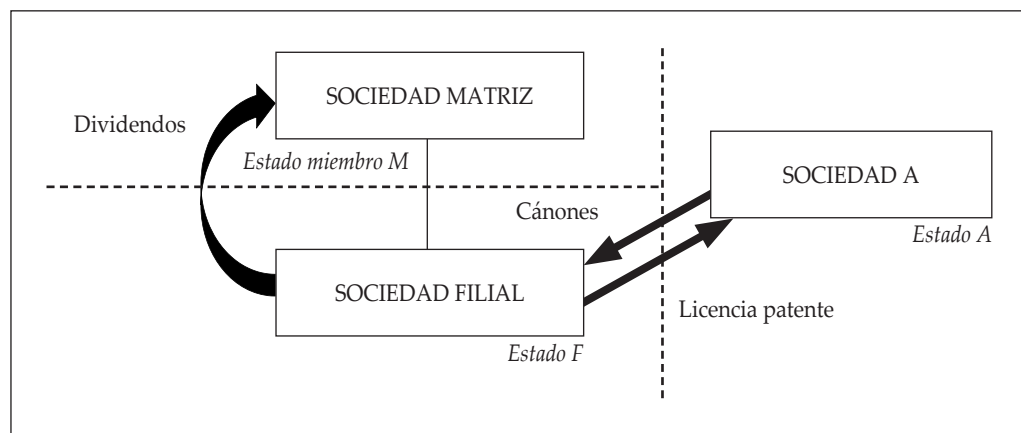 SOCIEDAD MATRIZ
Dividendos
Estado miembro M
SOCIEDAD A
Cánones
Estado A
SOCIEDAD FILIAL
Licencia patente
Estado F